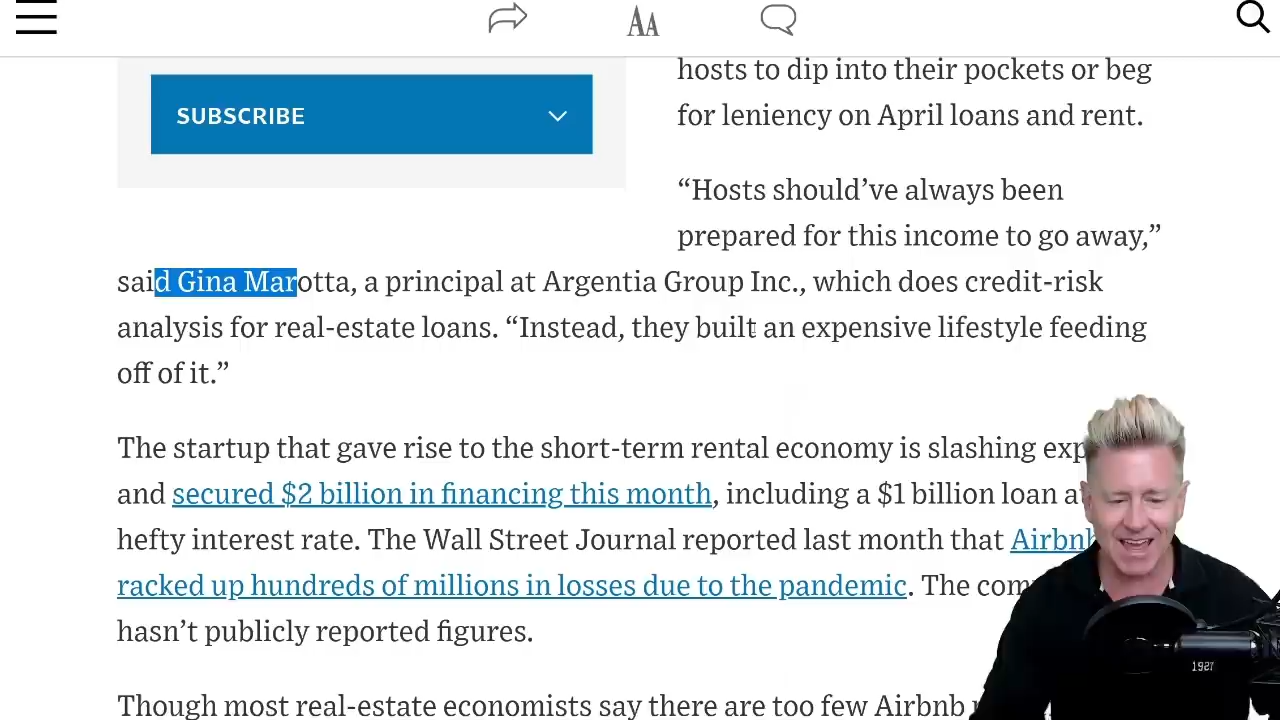 AA
hosts to dip into their pockets or beg
SUBSCRIBE
for leniency on April loans and rent.
“Hosts should’ve always been
prepared for this income to go away,”
said Gina Marotta, a principal at Argentia Group Inc., which does credit-risk
analysis for real-estate loans. “Instead, they built an expensive lifestyle feeding
off of it.”
The startup that gave rise to the short-term rental economy is slashing
and secured $2 billion in financing this month, including a $1 billion loan
hefty interest rate. The Wall Street Journal reported last month that Airbnb
racked up hundreds of millions in losses due to the pandemic. The
hasn’t publicly reported figures.
Though most real-estate economists say there are too few Airbnb
1927